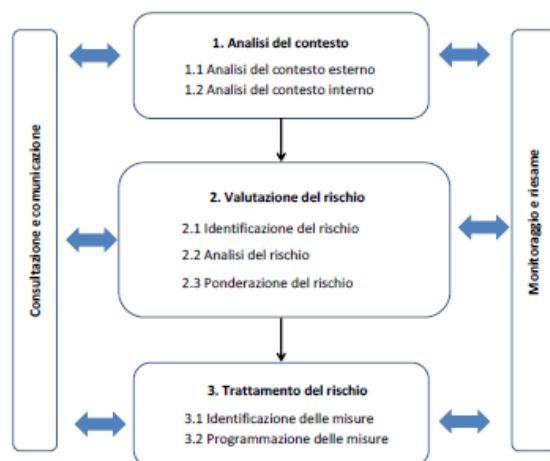 Consultazione e comunicazione
1. Analisi del contesto
1.1 Analisi del contesto esterno
1.2 Analisi del contesto interno
2. Valutazione del rischio
2.1 Identificazione del rischio
2.2 Analisi del rischio
2.3 Ponderazione del rischio
3. Trattamento del rischio
3.1 Identificazione delle misure
3.2 Programmazione delle misure
Monitoraggio e riesame